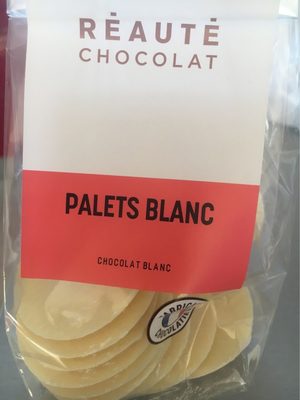 RÉAUTÉ
CHOCOLAT
PALETS BLANC
CHOCOLAT BLANC